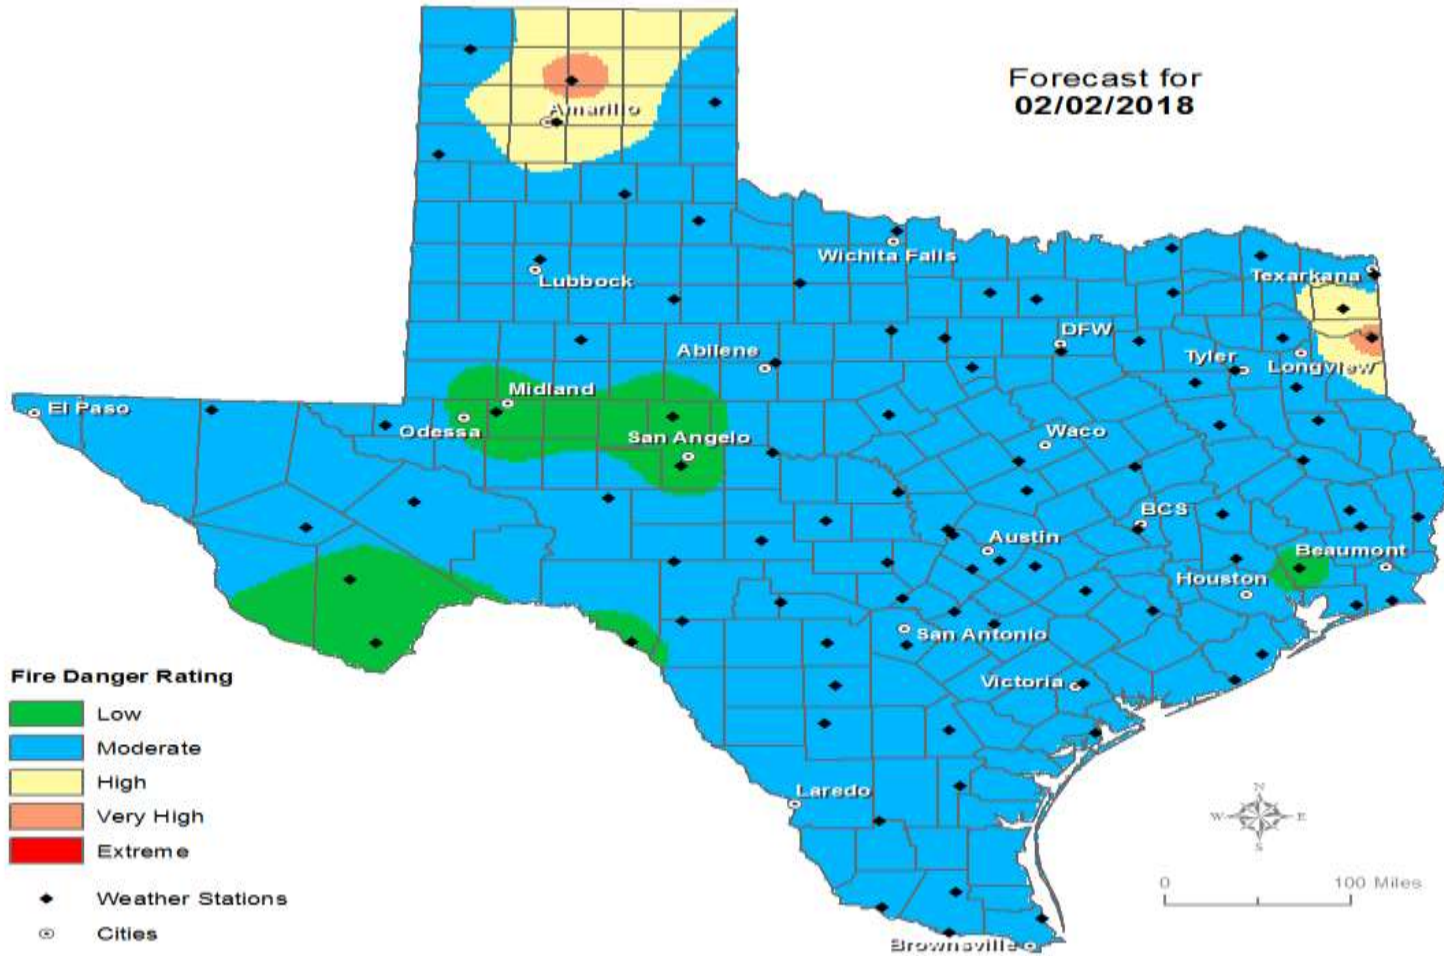 Forecast for
02/02/2018
Amarillo
Wichita Falls
Lubbock
Texarkana
DFW
Abilene
Tyler
Longview
Midland
El Paso
Odessa
San Angelo
Waco
BCS
Austin
Beaumont
Houston
San Antonio
Victoria
Laredo
Brownsville
Fire Danger Rating
Low
Moderate
High
Very High
Extreme
Weather Stations
Cities
N
W E
S
0 100 Miles